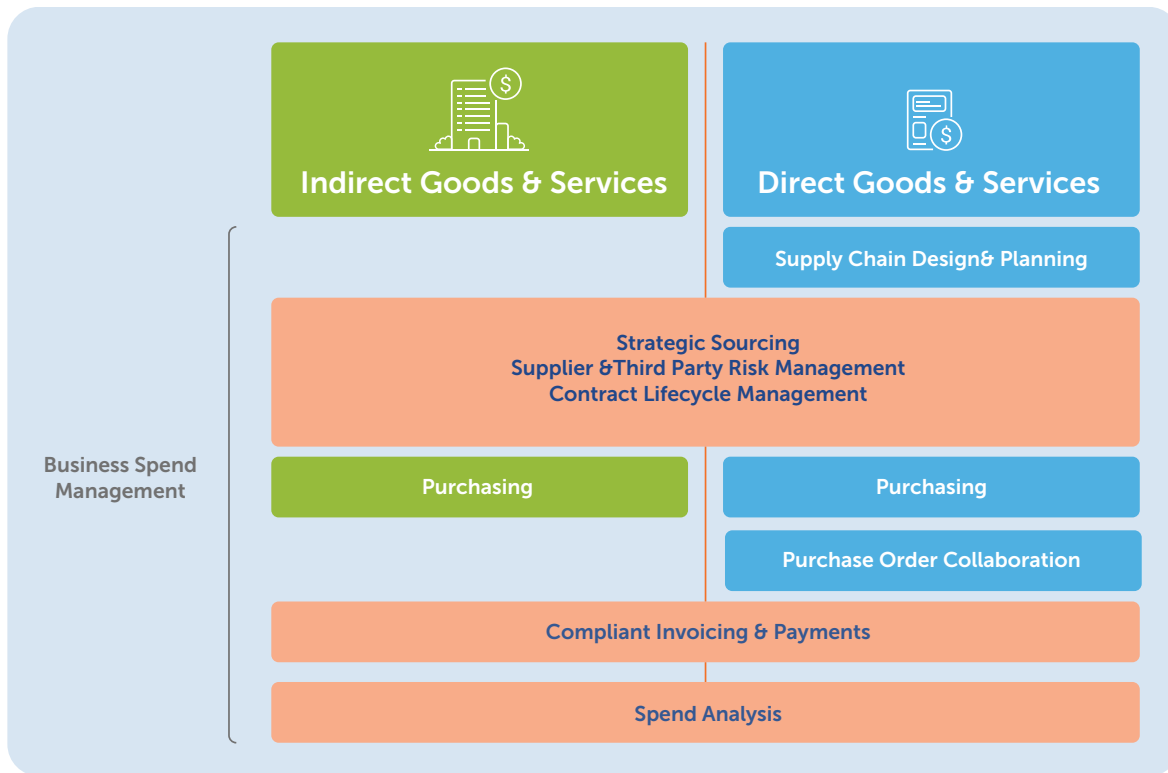 $
$
Indirect Goods & Services
Direct Goods & Services
Supply Chain Design& Planning
Strategic Sourcing
Supplier &Third Party Risk Management
Contract Lifecycle Management
Business Spend
Management
Purchasing
Purchasing
Purchase Order Collaboration
Compliant Invoicing & Payments
Spend Analysis